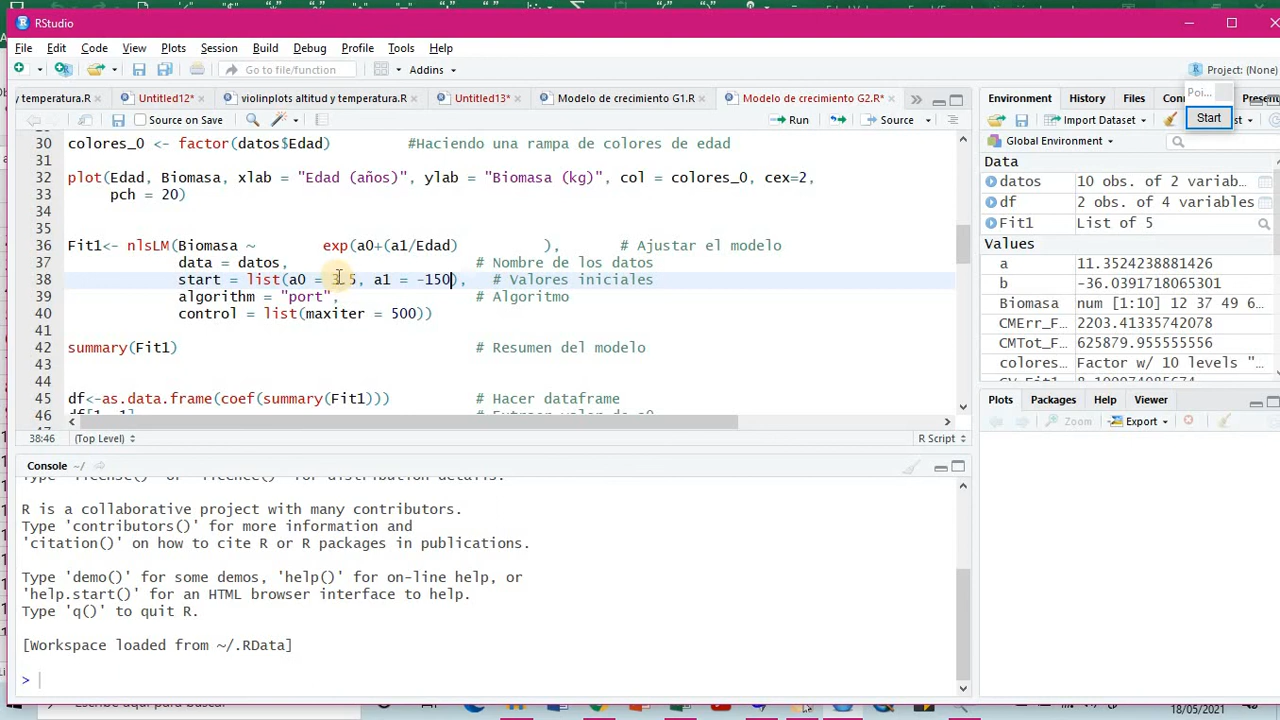 RStudio
File Edit Code View Plots Session Build Debug Profile Tools Help
Go to file/function Addins Project: (None)
y temperatura.R Untitled12* violinplots altitud y temperatura.R Untitled13* Modelo de crecimiento G1.R Modelo de crecimiento G2.R*
Source on Save Run Source
30 colores_0 <- factor(datos$Edad) #Haciendo una rampa de colores de edad
32 plot(Edad, Biomasa, xlab = "Edad (años)", ylab = "Biomasa (kg)", col = colores_0, cex=2,
33 pch = 20)
34
35
36 Fit1<- nlsLM(Biomasa ~ exp(a0+(a1/Edad) ), # Ajustar el modelo
37 data = datos, # Nombre de los datos
38 start = list(a0 = 3.5, a1 = -150), # Valores iniciales
39 algorithm = "port", # Algoritmo
40 control = list(maxiter = 500))
41
42 summary(Fit1) # Resumen del modelo
43
44
45 df<-as.data.frame(coef(summary(Fit1))) # Hacer dataframe
46
38:46 (Top Level) R Script
Console ~/
R is a collaborative project with many contributors.
Type 'contributors()' for more information and
'citation()' on how to cite R or R packages in publications.
Type 'demo()' for some demos, 'help()' for on-line help, or
'help.start()' for an HTML browser interface to help.
Type 'q()' to quit R.
[Workspace loaded from ~/.RData]
>
Environment History Files
Poi...
Start
Import Dataset
Global Environment
Data
datos 10 obs. of 2 variab…
df 2 obs. of 4 variables
Fit1 List of 5
Values
a 11.3524238881426
b -36.0391718065301
Biomasa num [1:10] 12 37 49 6…
CMErr_F… 2203.41335742078
CMTot_F… 625879.955555556
colores… Factor w/ 10 levels "…
Plots Packages Help Viewer
Zoom Export
Escribe aquí para buscar
18/05/2021